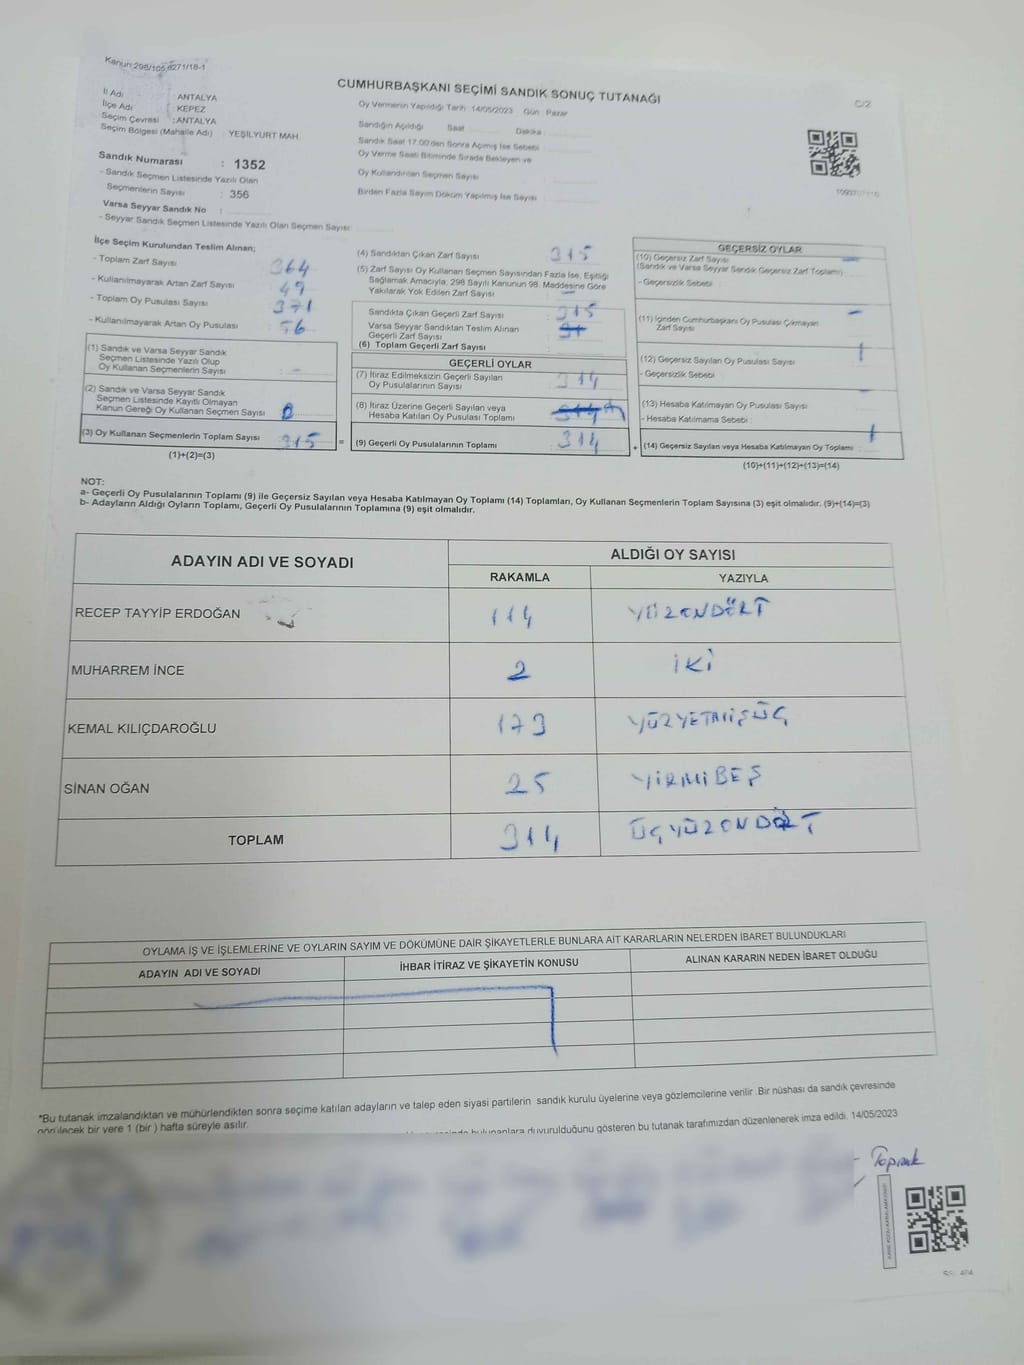 Kanun:298/105,6271/18-1
CUMHURBAŞKANI SEÇİMİ SANDIK SONUÇ TUTANAĞI
C/2
İl Adı : ANTALYA
İlçe Adı : KEPEZ
Seçim Çevresi : ANTALYA
Seçim Bölgesi (Mahalle Adı) : YEŞİLYURT MAH.
Oy Vermenin Yapıldığı Tarih: 14/05/2023 Gün : Pazar
Sandığın Açıldığı Saat Dakika :
Sandık Saat 17.00'den Sonra Açılmış İse Sebebi :
Oy Verme Saati Bitiminde Sırada Bekleyen ve
Oy Kullandırılan Seçmen Sayısı :
Birden Fazla Sayım Döküm Yapılmış İse Sayısı :
Sandık Numarası : 1352
- Sandık Seçmen Listesinde Yazılı Olan
Seçmenlerin Sayısı : 356
Varsa Seyyar Sandık No :
- Seyyar Sandık Seçmen Listesinde Yazılı Olan Seçmen Sayısı:
İlçe Seçim Kurulundan Teslim Alınan;
- Toplam Zarf Sayısı : 364
- Kullanılmayarak Artan Zarf Sayısı : 49
- Toplam Oy Pusulası Sayısı : 371
- Kullanılmayarak Artan Oy Pusulası : 56
(1) Sandık ve Varsa Seyyar Sandık
Seçmen Listesinde Yazılı Olup
Oy Kullanan Seçmenlerin Sayısı : -
(2) Sandık ve Varsa Seyyar Sandık
Seçmen Listesinde Kayıtlı Olmayan
Kanun Gereği Oy Kullanan Seçmen Sayısı : 0
(3) Oy Kullanan Seçmenlerin Toplam Sayısı : 315
(1)+(2)=(3)
(4) Sandıktan Çıkan Zarf Sayısı : 315
(5) Zarf Sayısı Oy Kullanan Seçmen Sayısından Fazla İse, Eşitliği
Sağlamak Amacıyla, 298 Sayılı Kanunun 98. Maddesine Göre
Yakılarak Yok Edilen Zarf Sayısı : —
Sandıkta Çıkan Geçerli Zarf Sayısı : 315
Varsa Seyyar Sandıktan Teslim Alınan
Geçerli Zarf Sayısı
(6) Toplam Geçerli Zarf Sayısı
GEÇERLİ OYLAR
(7) İtiraz Edilmeksizin Geçerli Sayılan
Oy Pusulalarının Sayısı : 314
(8) İtiraz Üzerine Geçerli Sayılan veya
Hesaba Katılan Oy Pusulası Toplamı
=
(9) Geçerli Oy Pusulalarının Toplamı : 314
+
GEÇERSİZ OYLAR
(10) Geçersiz Zarf Sayısı —
(Sandık ve Varsa Seyyar Sandık Geçersiz Zarf Toplamı)
- Geçersizlik Sebebi :
(11) İçinden Cumhurbaşkanı Oy Pusulası Çıkmayan —
Zarf Sayısı
(12) Geçersiz Sayılan Oy Pusulası Sayısı : 1
- Geçersizlik Sebebi
(13) Hesaba Katılmayan Oy Pusulası Sayısı : —
- Hesaba Katılmama Sebebi :
(14) Geçersiz Sayılan veya Hesaba Katılmayan Oy Toplamı : 1
(10)+(11)+(12)+(13)=(14)
NOT:
a- Geçerli Oy Pusulalarının Toplamı (9) ile Geçersiz Sayılan veya Hesaba Katılmayan Oy Toplamı (14) Toplamları, Oy Kullanan Seçmenlerin Toplam Sayısına (3) eşit olmalıdır. (9)+(14)=(3)
b- Adayların Aldığı Oyların Toplamı, Geçerli Oy Pusulalarının Toplamına (9) eşit olmalıdır.
ADAYIN ADI VE SOYADI
ALDIĞI OY SAYISI
RAKAMLA YAZIYLA
RECEP TAYYİP ERDOĞAN 114 YÜZONDÖRT
MUHARREM İNCE 2 İKİ
KEMAL KILIÇDAROĞLU 173 YÜZYETMİŞÜÇ
SİNAN OĞAN 25 YİRMİBEŞ
TOPLAM 314 ÜÇYÜZONDÖRT
OYLAMA İŞ VE İŞLEMLERİNE VE OYLARIN SAYIM VE DÖKÜMÜNE DAİR ŞİKAYETLERLE BUNLARA AİT KARARLARIN NELERDEN İBARET BULUNDUKLARI
ADAYIN ADI VE SOYADI İHBAR İTİRAZ VE ŞİKAYETİN KONUSU ALINAN KARARIN NEDEN İBARET OLDUĞU
*Bu tutanak imzalandıktan ve mühürlendikten sonra seçime katılan adayların ve talep eden siyasi partilerin sandık kurulu üyelerine veya gözlemcilerine verilir. Bir nüshası da sandık çevresinde
görülecek bir yere 1 (bir) hafta süreyle asılır.
bulunanlara duyurulduğunu gösteren bu tutanak tarafımızdan düzenlenerek imza edildi. 14/05/2023
Toprak